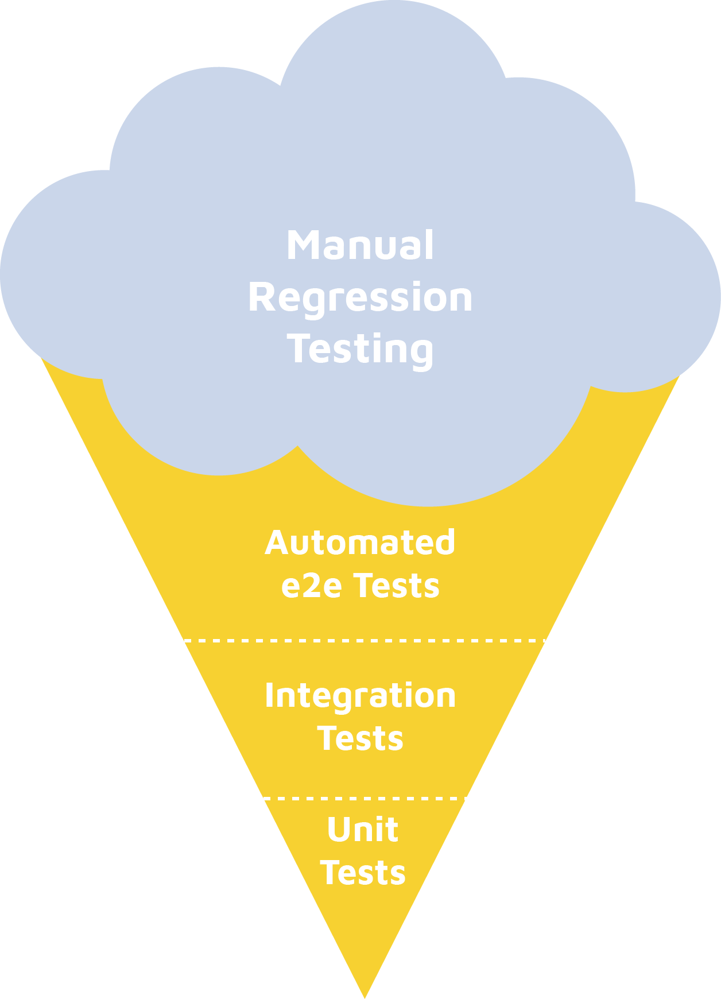 Manual
Regression
Testing
Automated
e2e Tests
Integration
Tests
Unit
Tests